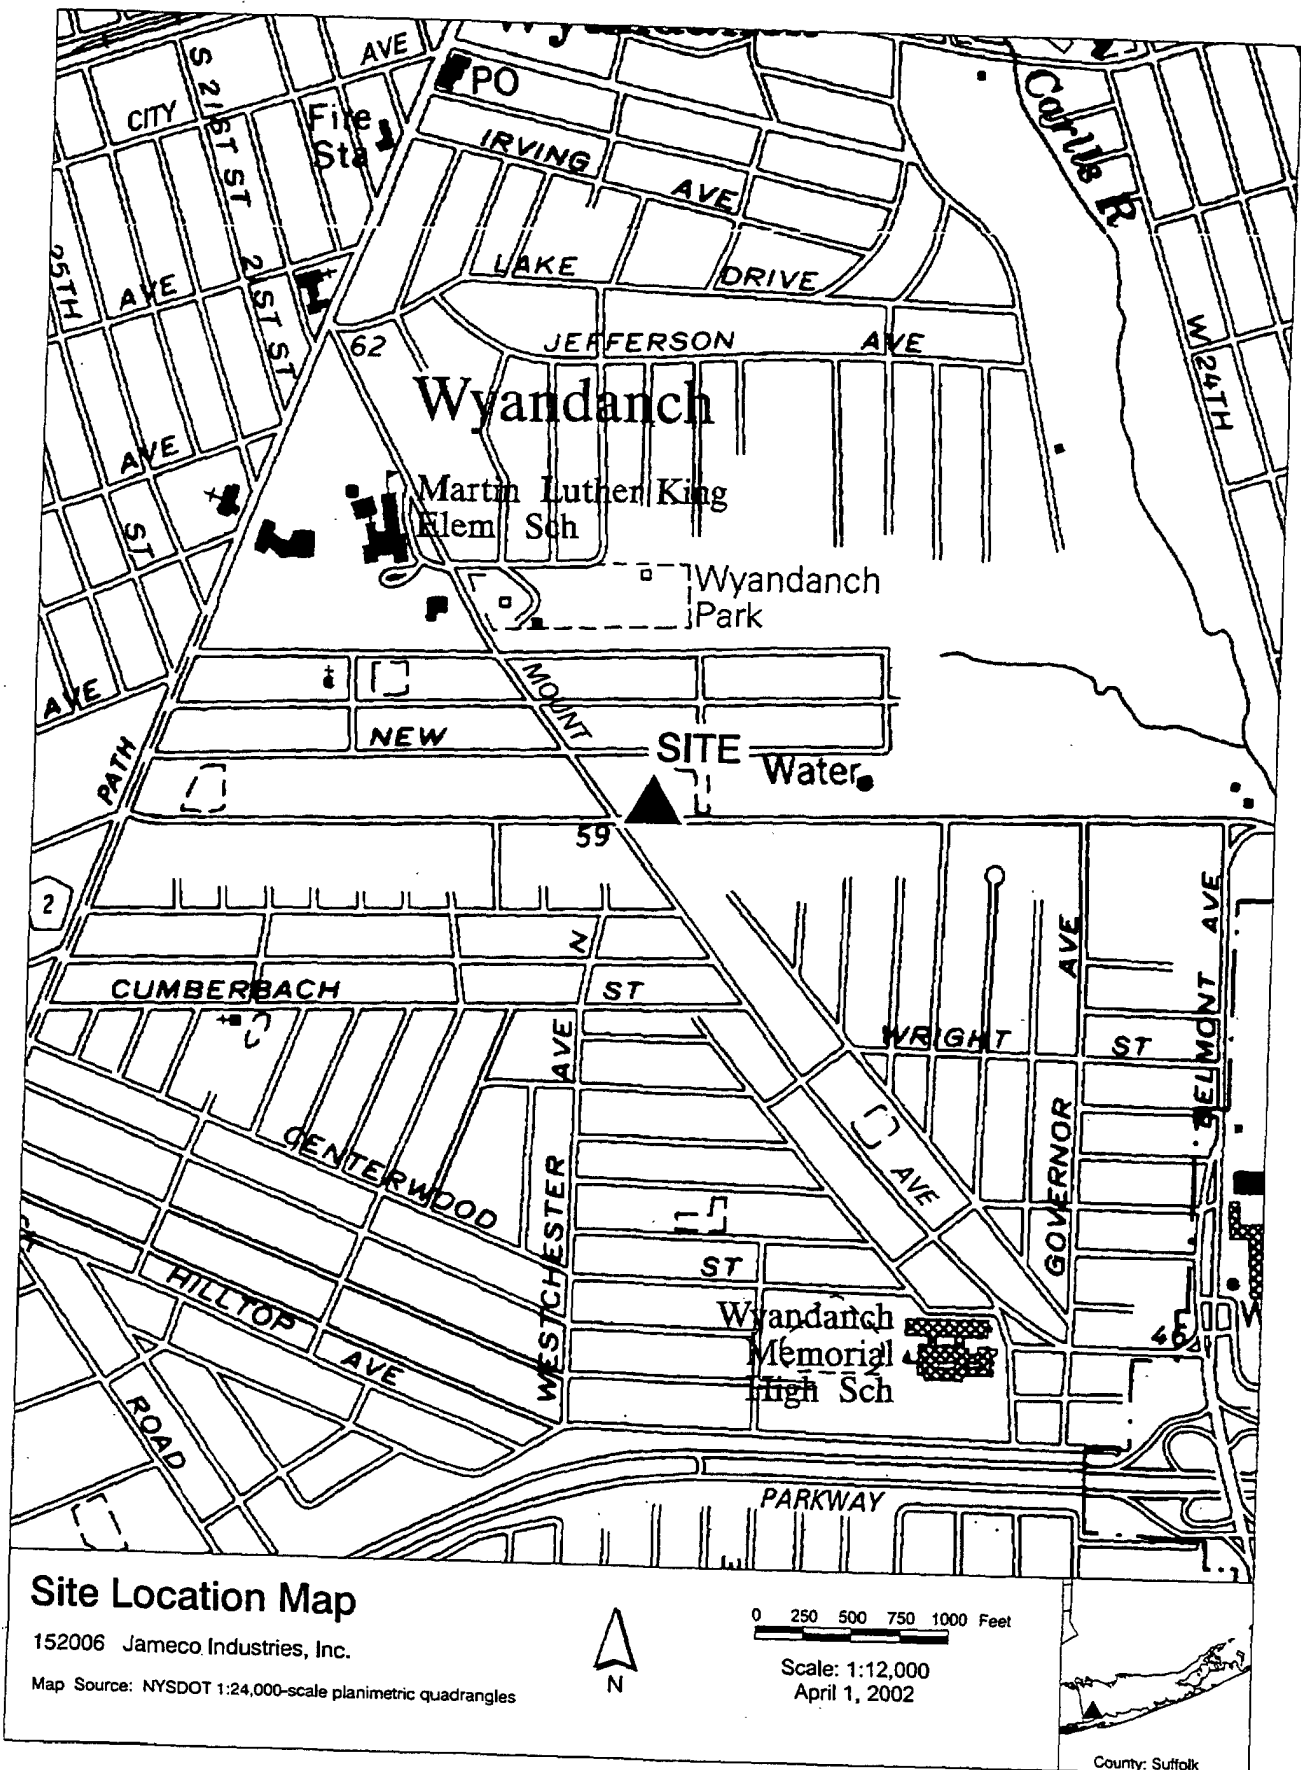 AVE
PO
CITY
S 21ST ST
Fire
Sta
IRVING
AVE
Carlls R
25TH
AVE
21ST ST
LAKE
DRIVE
62
JEFFERSON
AVE
W 24TH
Wyandanch
AVE
Martin Luther King
Elem Sch
ST
Wyandanch
Park
AVE
MOUNT
NEW
SITE
Water
PATH
59
2
N
AVE
BELMONT AVE
CUMBERBACH
ST
AVE
WRIGHT
ST
CENTERWOOD
AVE
GOVERNOR
WESTCHESTER
ST
HILLTOP
AVE
Wyandanch
Memorial
High Sch
46
W
ROAD
PARKWAY
Site Location Map
152006 Jameco Industries, Inc.
Map Source: NYSDOT 1:24,000-scale planimetric quadrangles
N
0 250 500 750 1000 Feet
Scale: 1:12,000
April 1, 2002
County: Suffolk